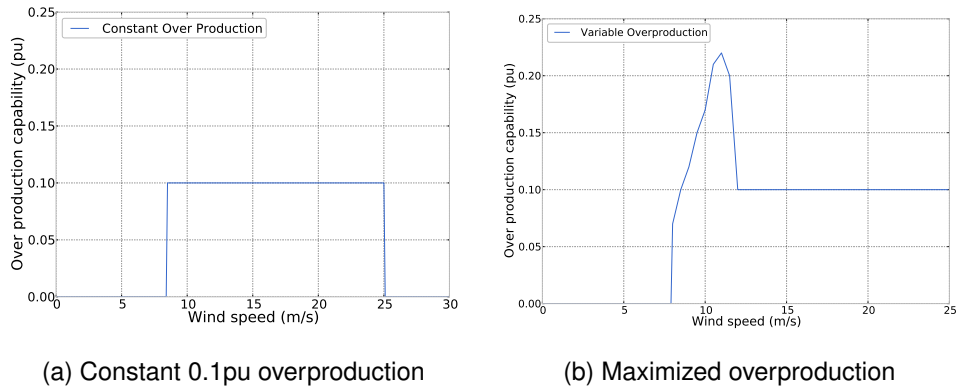 0.25
Constant Over Production
0.20
0.15
0.10
0.05
0.00
0 5 10 15 20 25 30
Over production capability (pu)
Wind speed (m/s)
(a) Constant 0.1pu overproduction
0.25
Variable Overproduction
0.20
0.15
0.10
0.05
0.00
0 5 10 15 20 25
Over production capability (pu)
Wind speed (m/s)
(b) Maximized overproduction